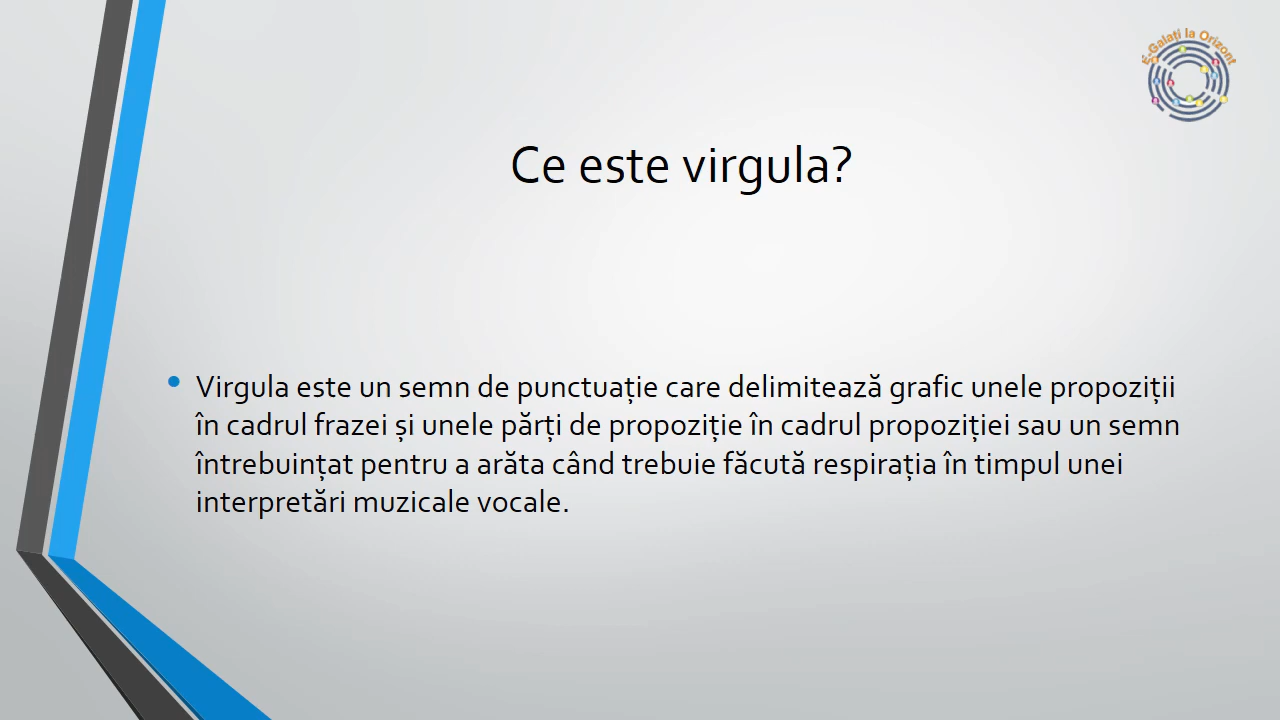 E-Galați la Orizont
Ce este virgula?
Virgula este un semn de punctuație care delimitează grafic unele propoziții
în cadrul frazei și unele părți de propoziție în cadrul propoziției sau un semn
întrebuințat pentru a arăta când trebuie făcută respirația în timpul unei
interpretări muzicale vocale.